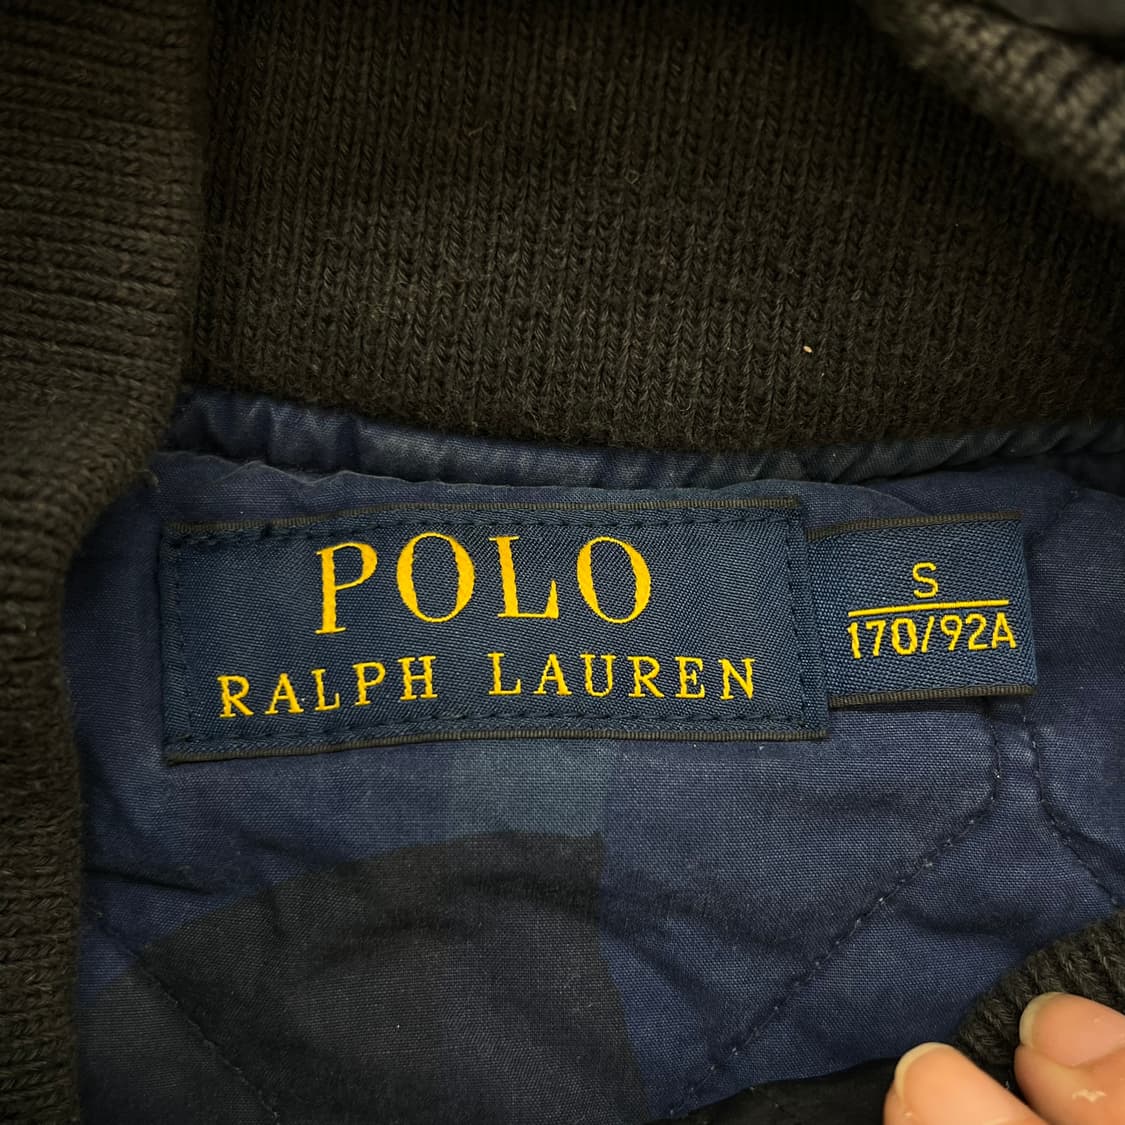 POLO
RALPH LAUREN
S
170/92A